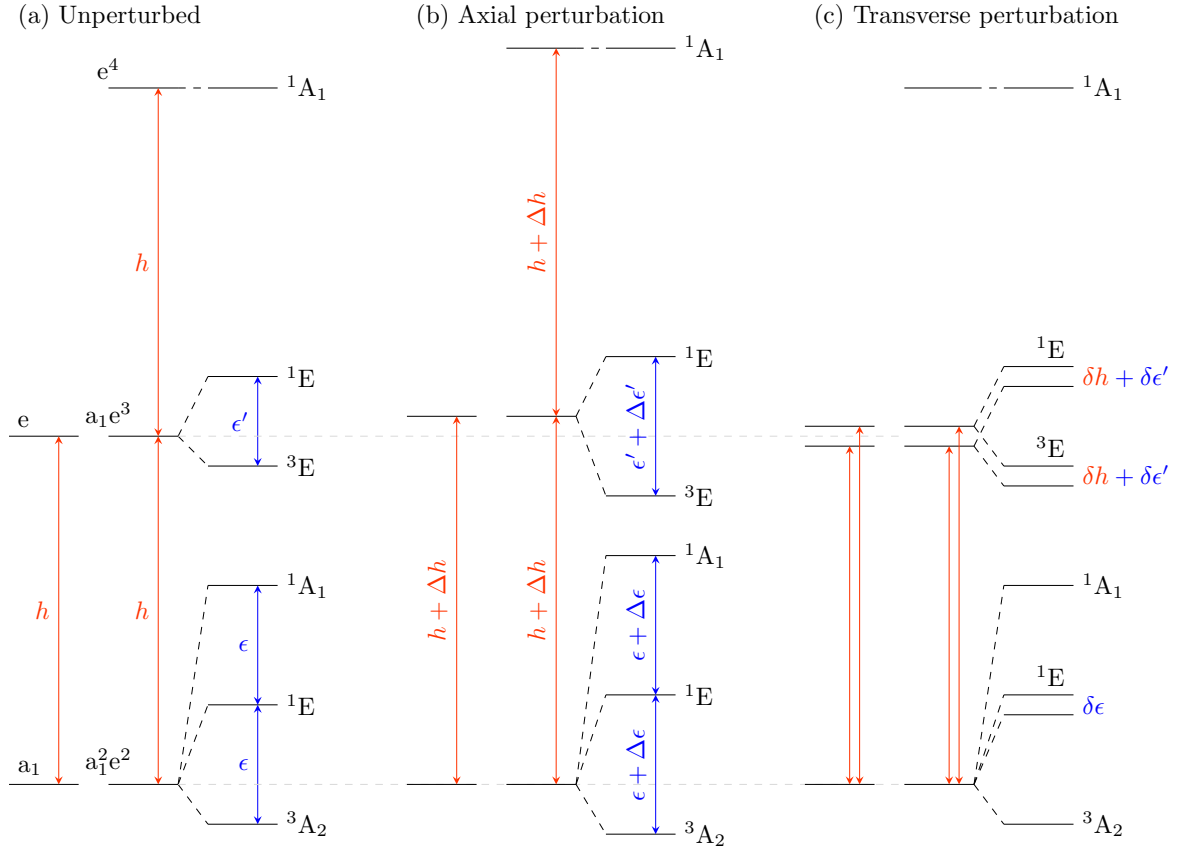 (a) Unperturbed
(b) Axial perturbation
(c) Transverse perturbation
e⁴
¹A₁
h
¹E
e
a₁e³
ϵ′
³E
h
h
¹A₁
ϵ
¹E
ϵ
a₁
a₁²e²
³A₂
¹A₁
h + Δh
¹E
ϵ′ + Δϵ′
³E
h + Δh
h + Δh
¹A₁
ϵ + Δϵ
¹E
ϵ + Δϵ
³A₂
¹A₁
¹E
δh + δϵ′
³E
δh + δϵ′
¹A₁
¹E
δϵ
³A₂